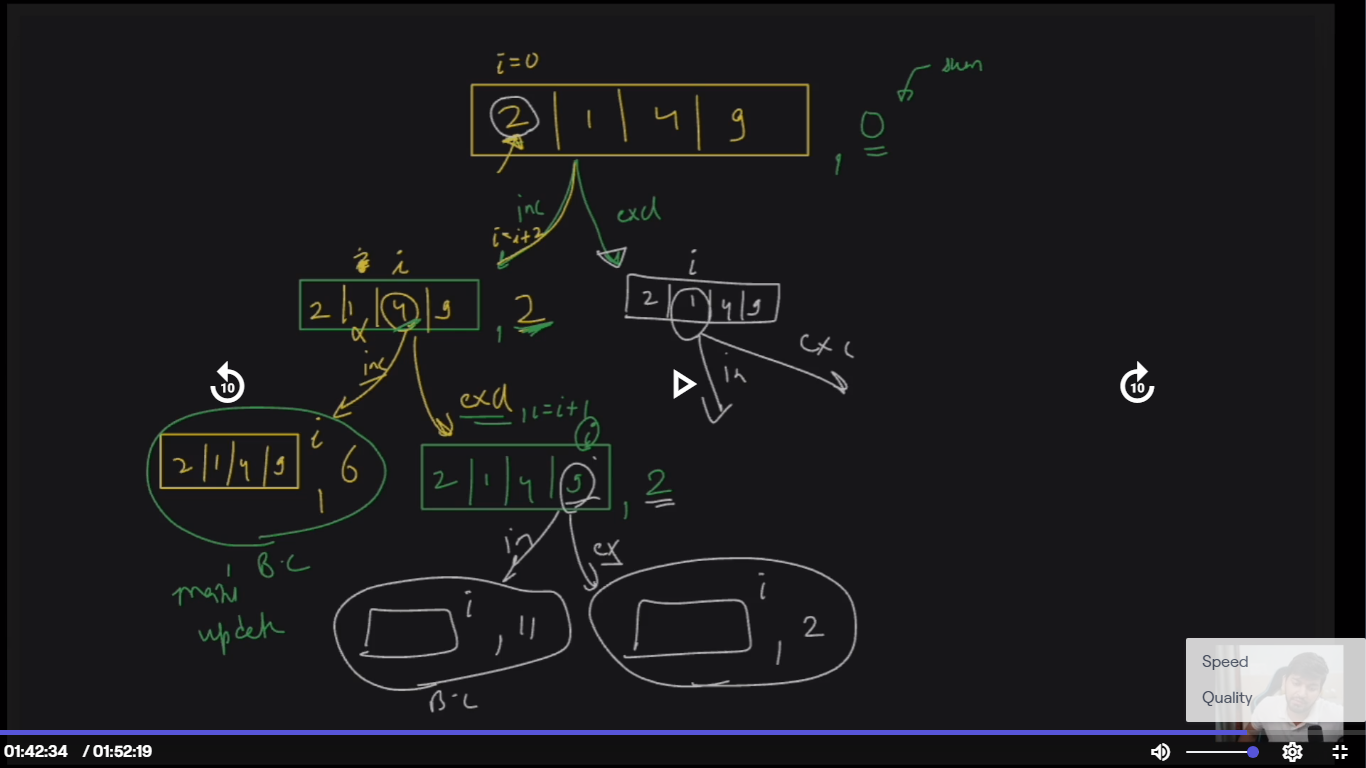 i=0
sum
2 | 1 | 4 | 9 , 0
inc excl
i=i+2
i i
2 | 1 | 4 | 9 , 2
2 | 1 | 4 | 9
inc
in exc
excl , i=i+1
i i
2 | 1 | 4 | 9 , 6
2 | 1 | 4 | 9 , 2
10 10
in ex
B.C
maxi
update
i , 11
i , 2
B.C
Speed
Quality
01:42:34 / 01:52:19